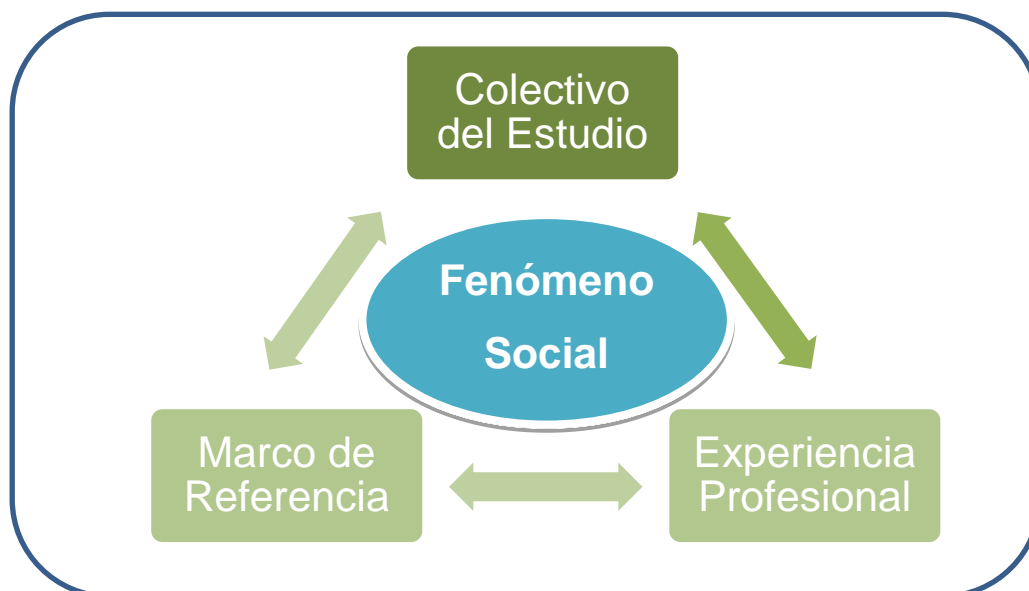 Colectivo
del Estudio
Fenómeno
Social
Marco de
Referencia
Experiencia
Profesional